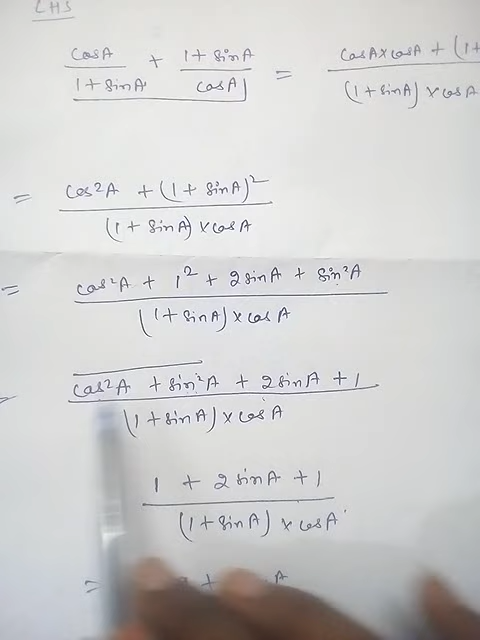 LHS
cosA/1+sinA + 1+sinA/cosA = cosA×cosA + (1+/(1+sinA)×cosA
= cos²A + (1+sinA)²/(1+sinA)×cosA
= cos²A + 1² + 2sinA + sin²A/(1+sinA)×cosA
cos²A + sin²A + 2sinA + 1/(1+sinA)×cosA
1 + 2sinA + 1/(1+sinA)×cosA
= + A